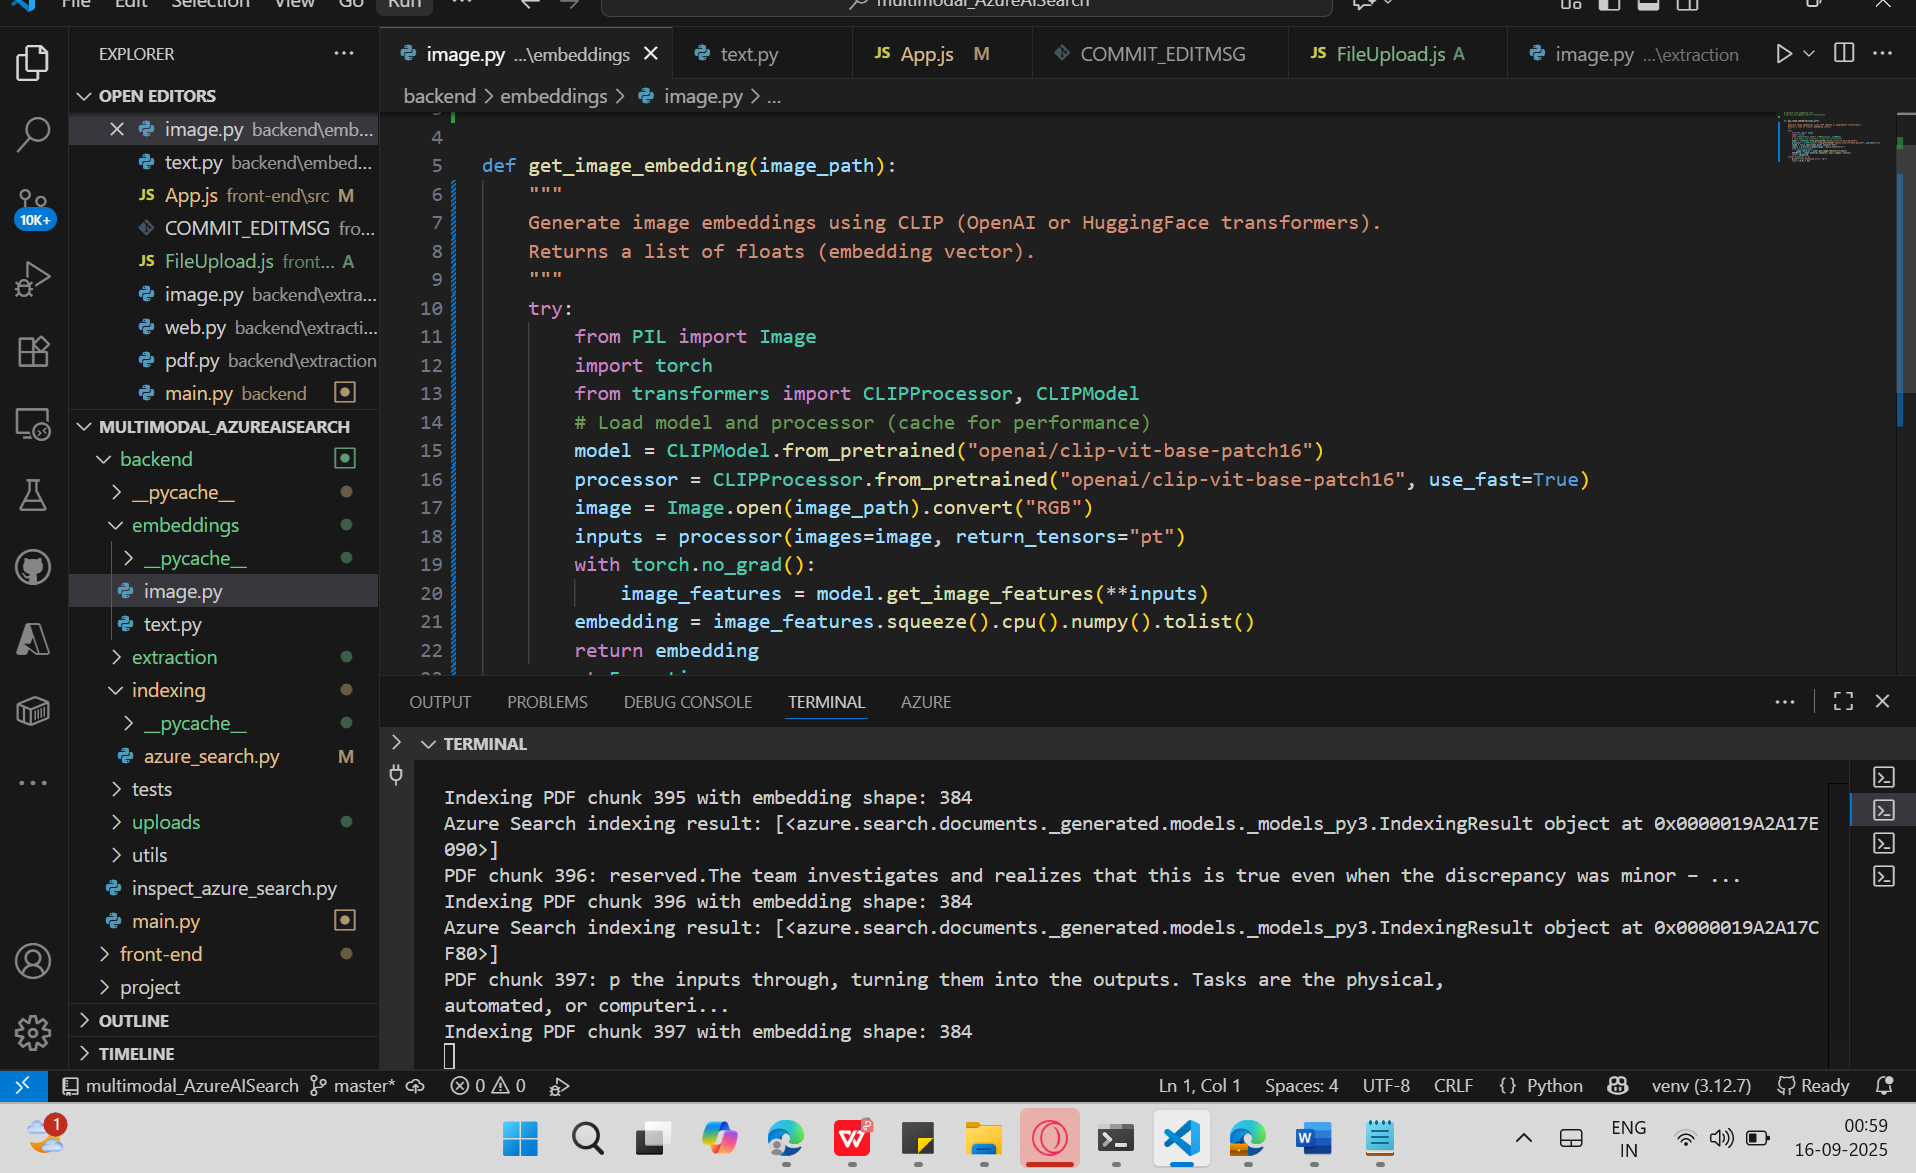 File Edit Selection View Go Run ...
multimodal_AzureAISearch
EXPLORER
OPEN EDITORS
image.py backend\emb...
text.py backend\embed...
JS App.js front-end\src M
COMMIT_EDITMSG fro...
JS FileUpload.js front... A
image.py backend\extra...
web.py backend\extracti...
pdf.py backend\extraction
main.py backend
MULTIMODAL_AZUREAISEARCH
backend
__pycache__
embeddings
__pycache__
image.py
text.py
extraction
indexing
__pycache__
azure_search.py M
tests
uploads
utils
inspect_azure_search.py
main.py
front-end
project
OUTLINE
TIMELINE
10K+
image.py ...\embeddings
text.py
JS App.js M
COMMIT_EDITMSG
JS FileUpload.js A
image.py ...\extraction
backend > embeddings > image.py > ...
4
5 def get_image_embedding(image_path):
6 """
7 Generate image embeddings using CLIP (OpenAI or HuggingFace transformers).
8 Returns a list of floats (embedding vector).
9 """
10 try:
11 from PIL import Image
12 import torch
13 from transformers import CLIPProcessor, CLIPModel
14 # Load model and processor (cache for performance)
15 model = CLIPModel.from_pretrained("openai/clip-vit-base-patch16")
16 processor = CLIPProcessor.from_pretrained("openai/clip-vit-base-patch16", use_fast=True)
17 image = Image.open(image_path).convert("RGB")
18 inputs = processor(images=image, return_tensors="pt")
19 with torch.no_grad():
20 image_features = model.get_image_features(**inputs)
21 embedding = image_features.squeeze().cpu().numpy().tolist()
22 return embedding
OUTPUT PROBLEMS DEBUG CONSOLE TERMINAL AZURE
TERMINAL
Indexing PDF chunk 395 with embedding shape: 384
Azure Search indexing result: [<azure.search.documents._generated.models._models_py3.IndexingResult object at 0x0000019A2A17E
090>]
PDF chunk 396: reserved.The team investigates and realizes that this is true even when the discrepancy was minor – ...
Indexing PDF chunk 396 with embedding shape: 384
Azure Search indexing result: [<azure.search.documents._generated.models._models_py3.IndexingResult object at 0x0000019A2A17C
F80>]
PDF chunk 397: p the inputs through, turning them into the outputs. Tasks are the physical,
automated, or computeri...
Indexing PDF chunk 397 with embedding shape: 384
multimodal_AzureAISearch master* 0 0 Ln 1, Col 1 Spaces: 4 UTF-8 CRLF {} Python venv (3.12.7) Ready
1
ENG
IN
00:59
16-09-2025